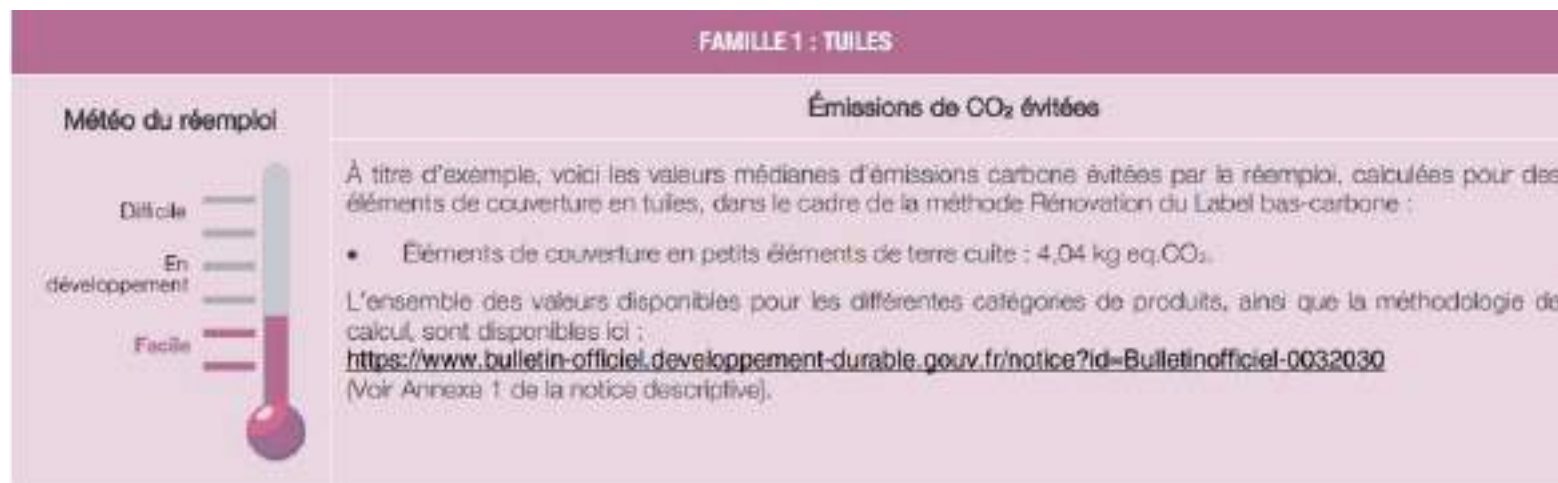 FAMILLE 1 : TUILES
Météo du réemploi
Difficile
En
développement
Facile
Émissions de CO₂ évitées
À titre d'exemple, voici les valeurs médianes d'émissions carbone évitées par le réemploi, calculées pour des
éléments de couverture en tuiles, dans le cadre de la méthode Rénovation du Label bas-carbone :
• Éléments de couverture en petits éléments de terre cuite : 4,04 kg eq.CO₂.
L'ensemble des valeurs disponibles pour les différentes catégories de produits, ainsi que la méthodologie de
calcul, sont disponibles ici :
https://www.bulletin-officiel.developpement-durable.gouv.fr/notice?id=Bulletinofficiel-0032030
(Voir Annexe 1 de la notice descriptive).